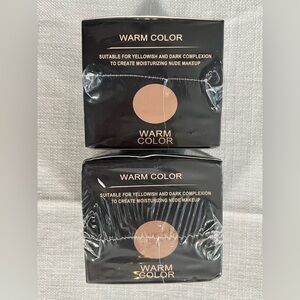 WARM COLOR
SUITABLE FOR YELLOWISH AND DARK COMPLEXION
TO CREATE MOISTURIZING NUDE MAKEUP
WARM
COLOR
WARM COLOR
SUITABLE FOR YELLOWISH AND DARK COMPLEXION
TO CREATE MOISTURIZING NUDE MAKEUP
WARM
COLOR